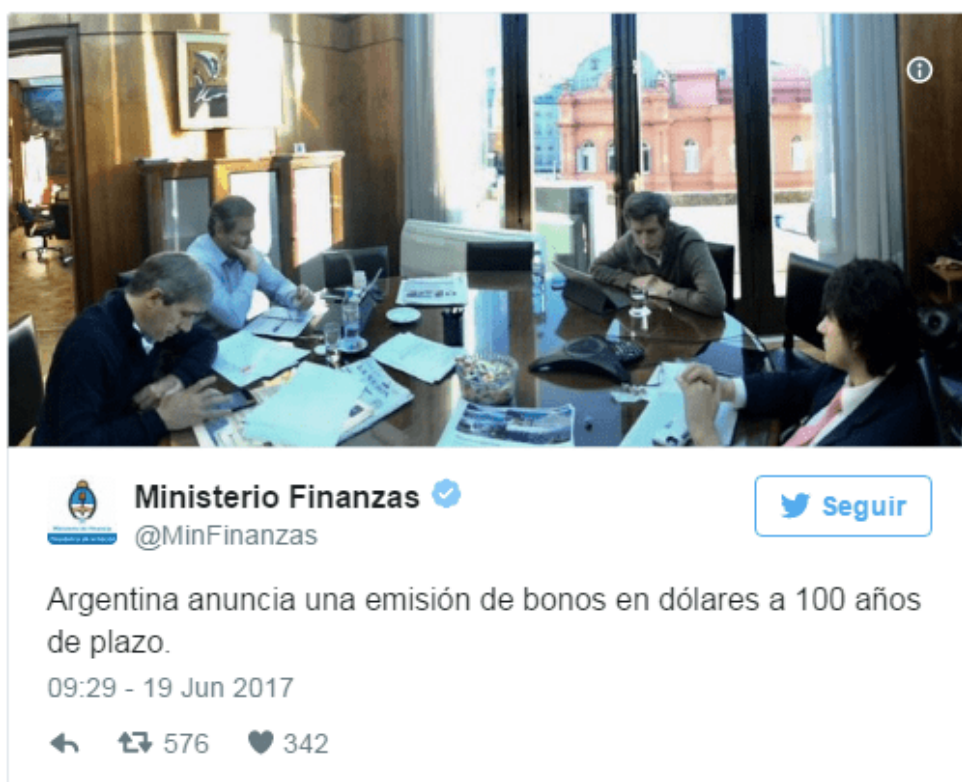 Ministerio Finanzas
@MinFinanzas
Seguir
Argentina anuncia una emisión de bonos en dólares a 100 años
de plazo.
09:29 - 19 Jun 2017
576 342